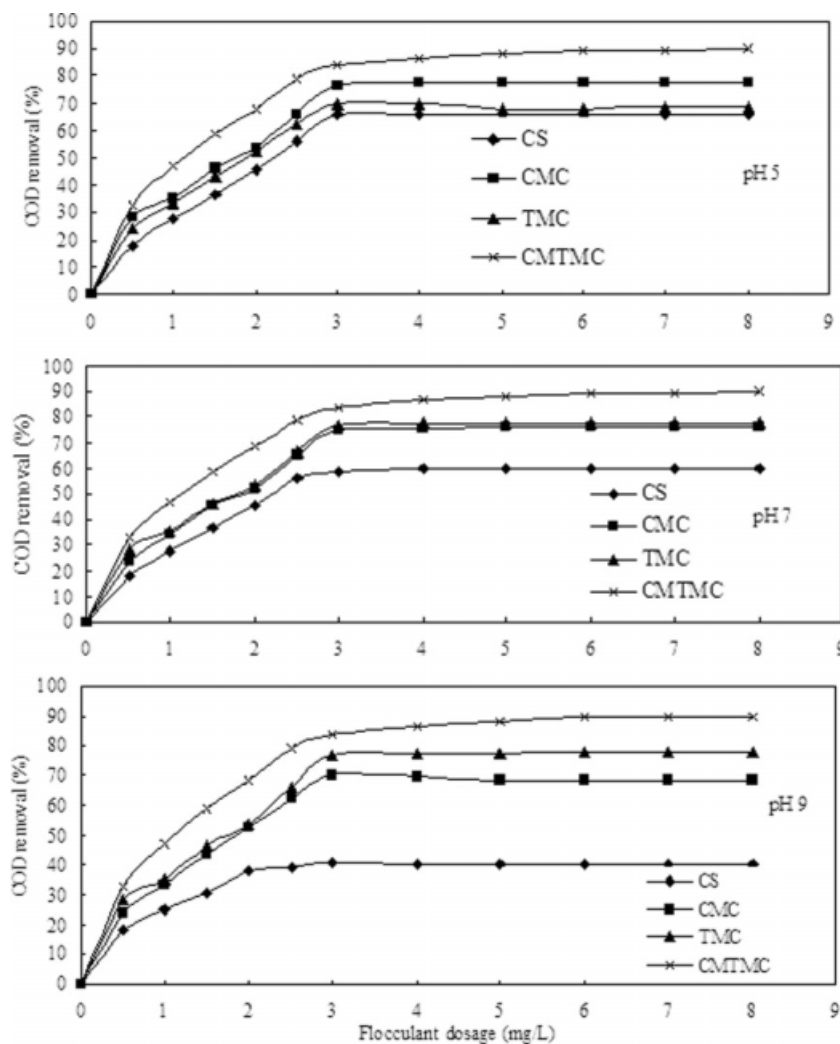 100
90
80
70
60
50
40
30
20
10
0
COD removal (%)
CS
CMC
TMC
CMTMC
pH 5
0 1 2 3 4 5 6 7 8 9
100
90
80
70
60
50
40
30
20
10
0
COD removal (%)
CS
CMC
TMC
CMTMC
pH 7
0 1 2 3 4 5 6 7 8 9
100
90
80
70
60
50
40
30
20
10
0
COD removal (%)
pH 9
CS
CMC
TMC
CMTMC
0 1 2 3 4 5 6 7 8 9
Flocculant dosage (mg/L)